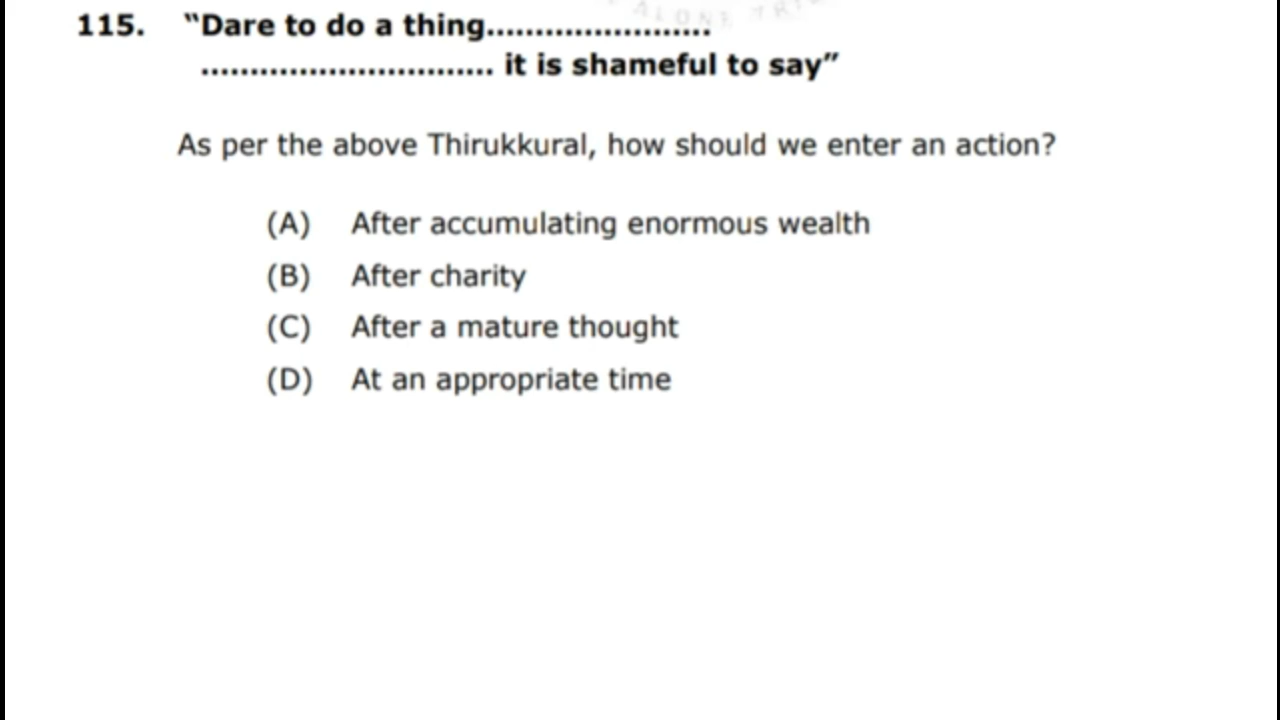 115. "Dare to do a thing.......................
.............................. it is shameful to say"
As per the above Thirukkural, how should we enter an action?
(A) After accumulating enormous wealth
(B) After charity
(C) After a mature thought
(D) At an appropriate time